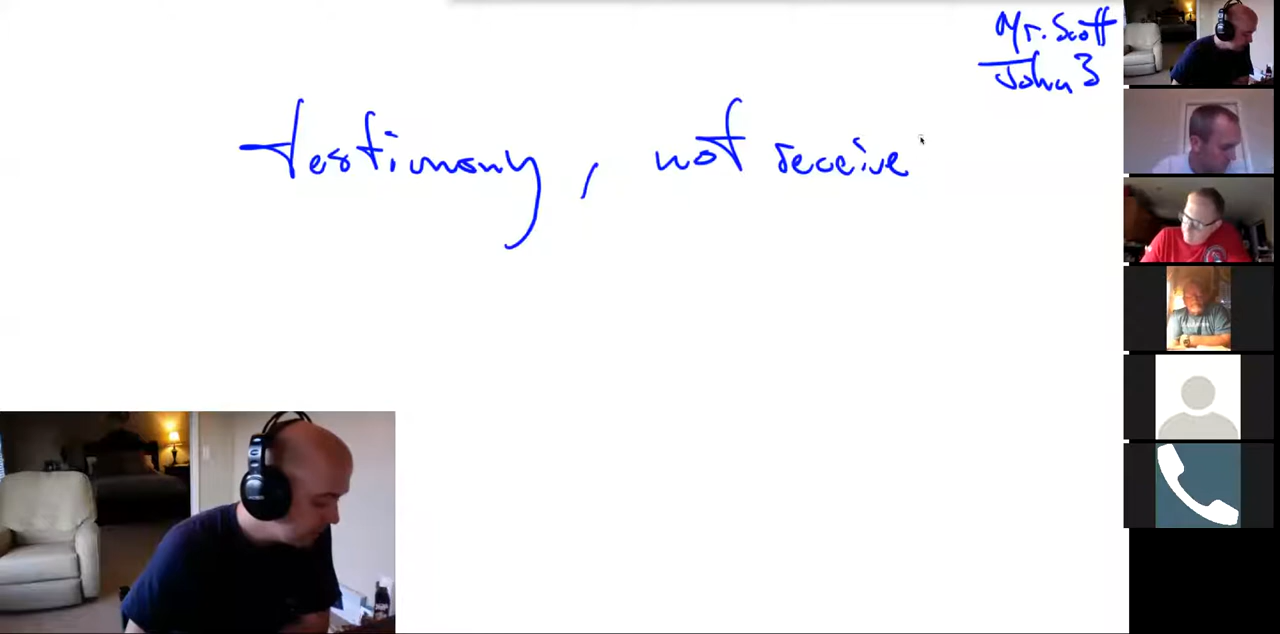 Mr. Scott
John 3
testimony, not receive